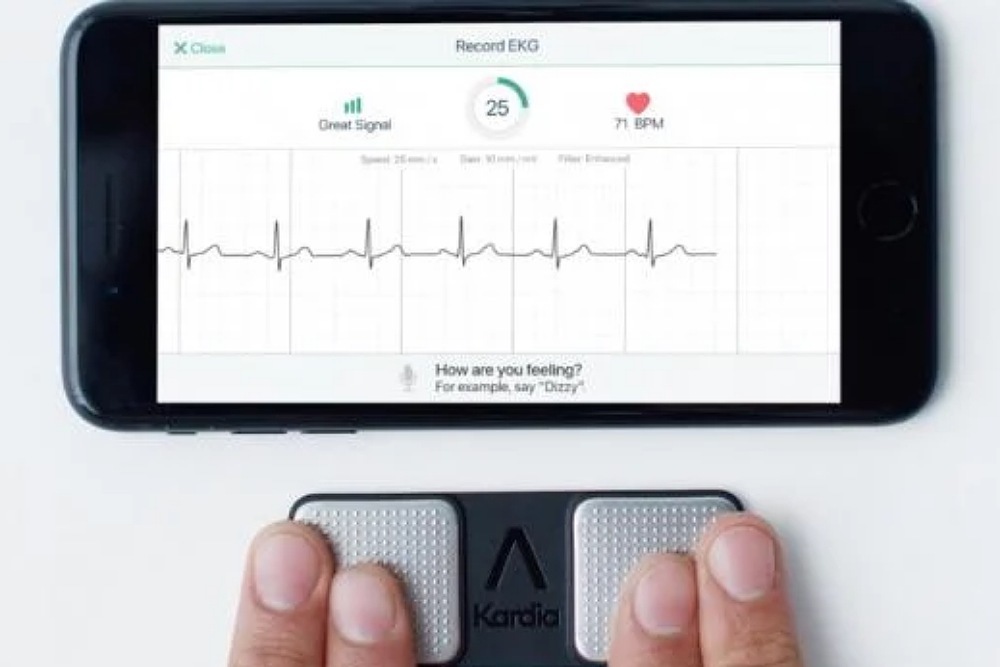 Close
Record EKG
Great Signal
25
71 BPM
Speed: 25 mm/s Gain: 10 mm/mV Filter: Enhanced
How are you feeling?
For example, say "Dizzy".
Kardia